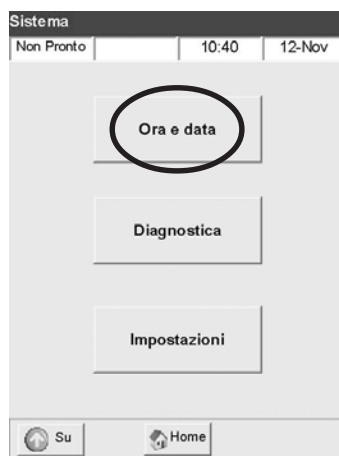 Sistema
Non Pronto 10:40 12-Nov
Ora e data
Diagnostica
Impostazioni
Su Home